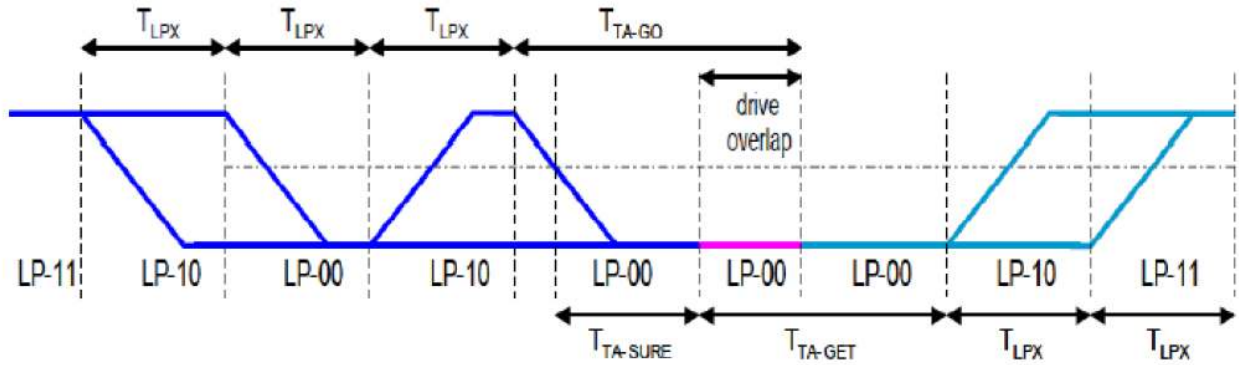 TLPX TLPX TLPX TTA-GO
drive
overlap
LP-11 LP-10 LP-00 LP-10 LP-00 LP-00 LP-00 LP-10 LP-11
TTA-SURE TTA-GET TLPX TLPX